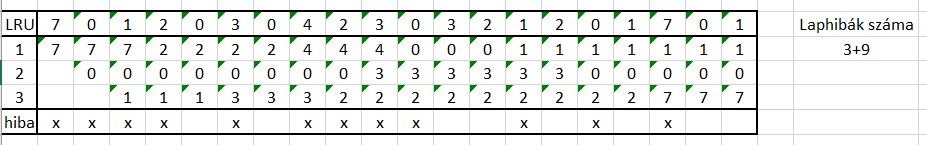 LRU 7 0 1 2 0 3 0 4 2 3 0 3 2 1 2 0 1 7 0 1 Laphibák száma
1 7 7 7 2 2 2 2 4 4 4 0 0 0 1 1 1 1 1 1 1 3+9
2 0 0 0 0 0 0 0 0 3 3 3 3 3 3 0 0 0 0 0
3 1 1 1 3 3 3 2 2 2 2 2 2 2 2 2 7 7 7
hiba x x x x x x x x x x x x